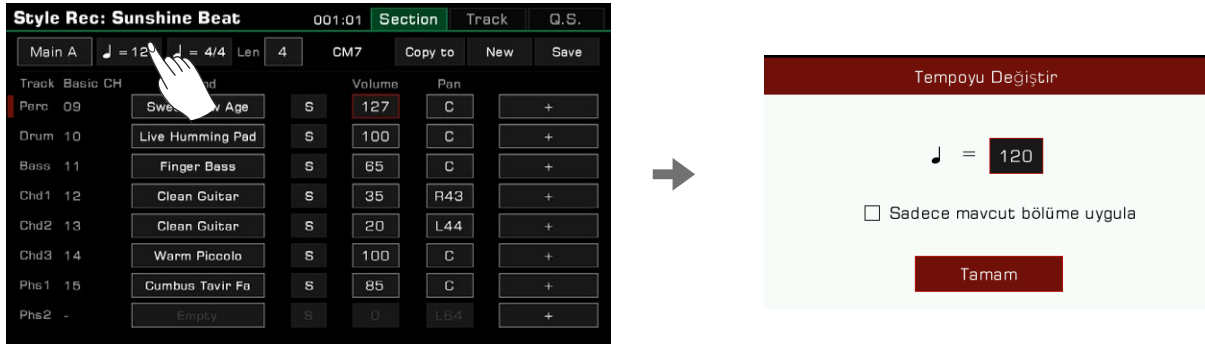 Style Rec: Sunshine Beat 001:01 Section Track Q.S.
Main A ♩ = 12 ♩ = 4/4 Len 4 CM7 Copy to New Save
Track Basic CH Volume Pan
Perc 09 Age S 127 C +
Drum 10 Live Humming Pad S 100 C +
Bass 11 Finger Bass S 65 C +
Chd1 12 Clean Guitar S 35 R43 +
Chd2 13 Clean Guitar S 20 L44 +
Chd3 14 Warm Piccolo S 100 C +
Phs1 15 Cumbus Tavir Fa S 85 C +
Phs2 - Empty S 0 L64 +
Tempoyu Değiştir
♩ = 120
Sadece mavcut bölüme uygula
Tamam